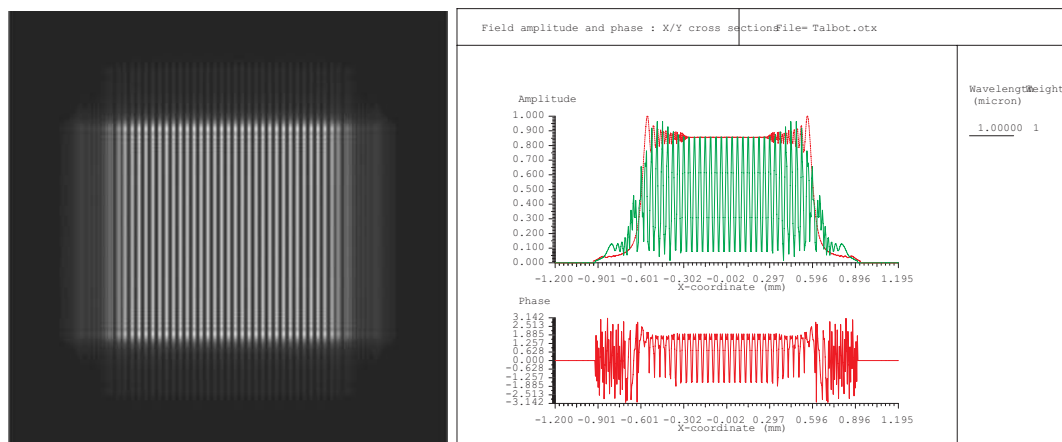 Field amplitude and phase : X/Y cross sections File= Talbot.otx
Wavelength Weight
(micron)
1.00000 1
Amplitude
1.000
0.900
0.800
0.700
0.600
0.500
0.400
0.300
0.200
0.100
0.000
-1.200 -0.901 -0.601 -0.302 -0.002 0.297 0.596 0.896 1.195
X-coordinate (mm)
Phase
3.142
2.513
1.885
1.257
0.628
0.000
-0.628
-1.257
-1.885
-2.513
-3.142
-1.200 -0.901 -0.601 -0.302 -0.002 0.297 0.596 0.896 1.195
X-coordinate (mm)